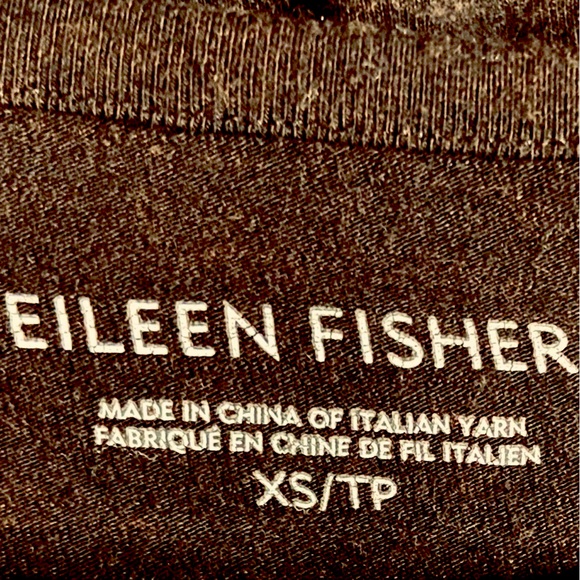 EILEEN FISHER
MADE IN CHINA OF ITALIAN YARN
FABRIQUÉ EN CHINE DE FIL ITALIEN
XS/TP